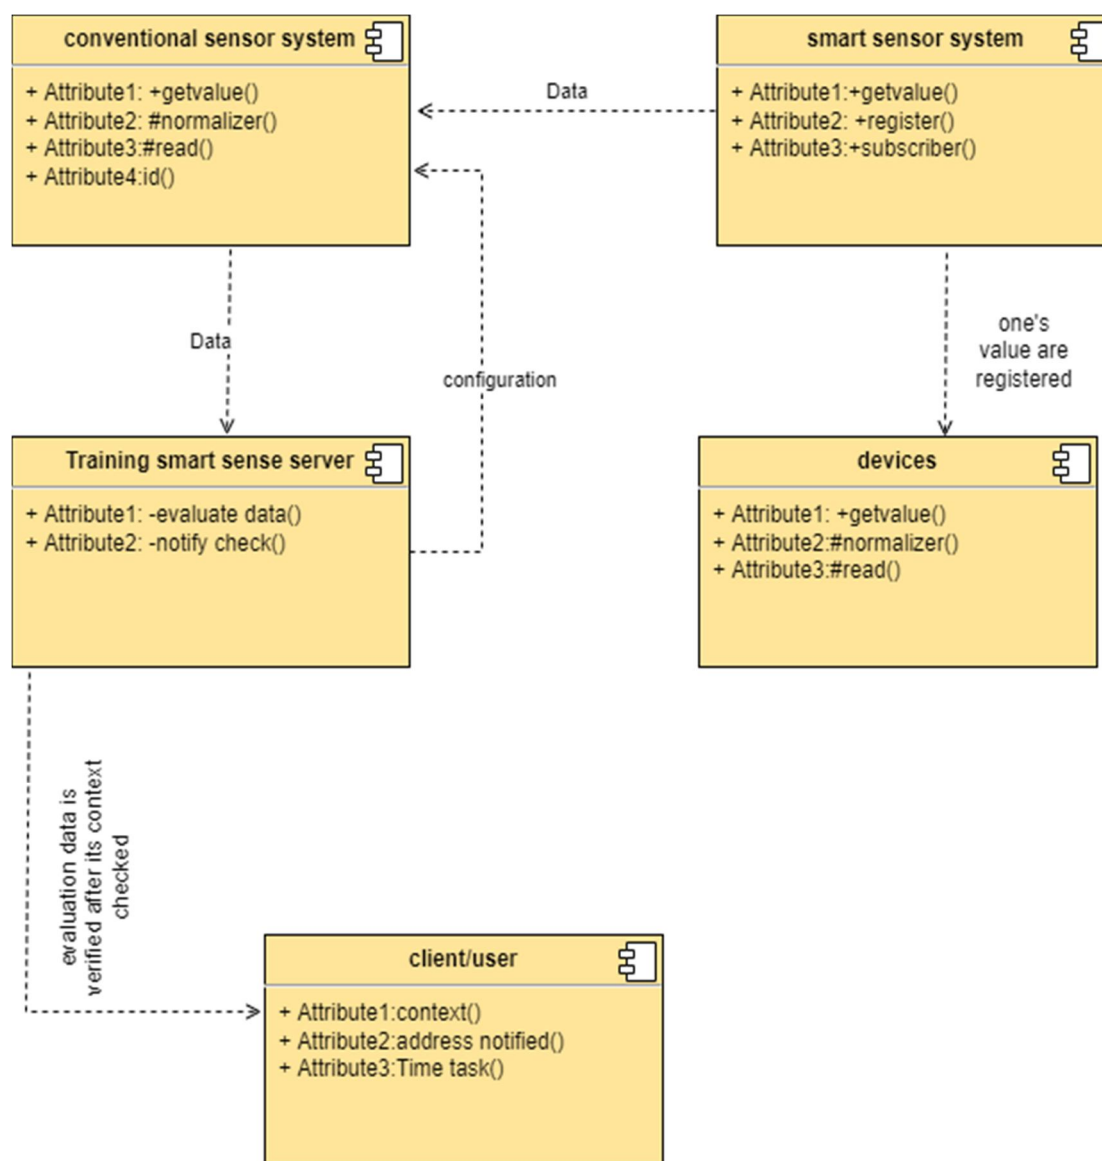 conventional sensor system
+ Attribute1: +getvalue()
+ Attribute2: #normalizer()
+ Attribute3:#read()
+ Attribute4:id()
Data
smart sensor system
+ Attribute1:+getvalue()
+ Attribute2: +register()
+ Attribute3:+subscriber()
Data
configuration
one's
value are
registered
Training smart sense server
+ Attribute1: -evaluate data()
+ Attribute2: -notify check()
devices
+ Attribute1: +getvalue()
+ Attribute2:#normalizer()
+ Attribute3:#read()
evaluation data is
verified after its context
checked
client/user
+ Attribute1:context()
+ Attribute2:address notified()
+ Attribute3:Time task()